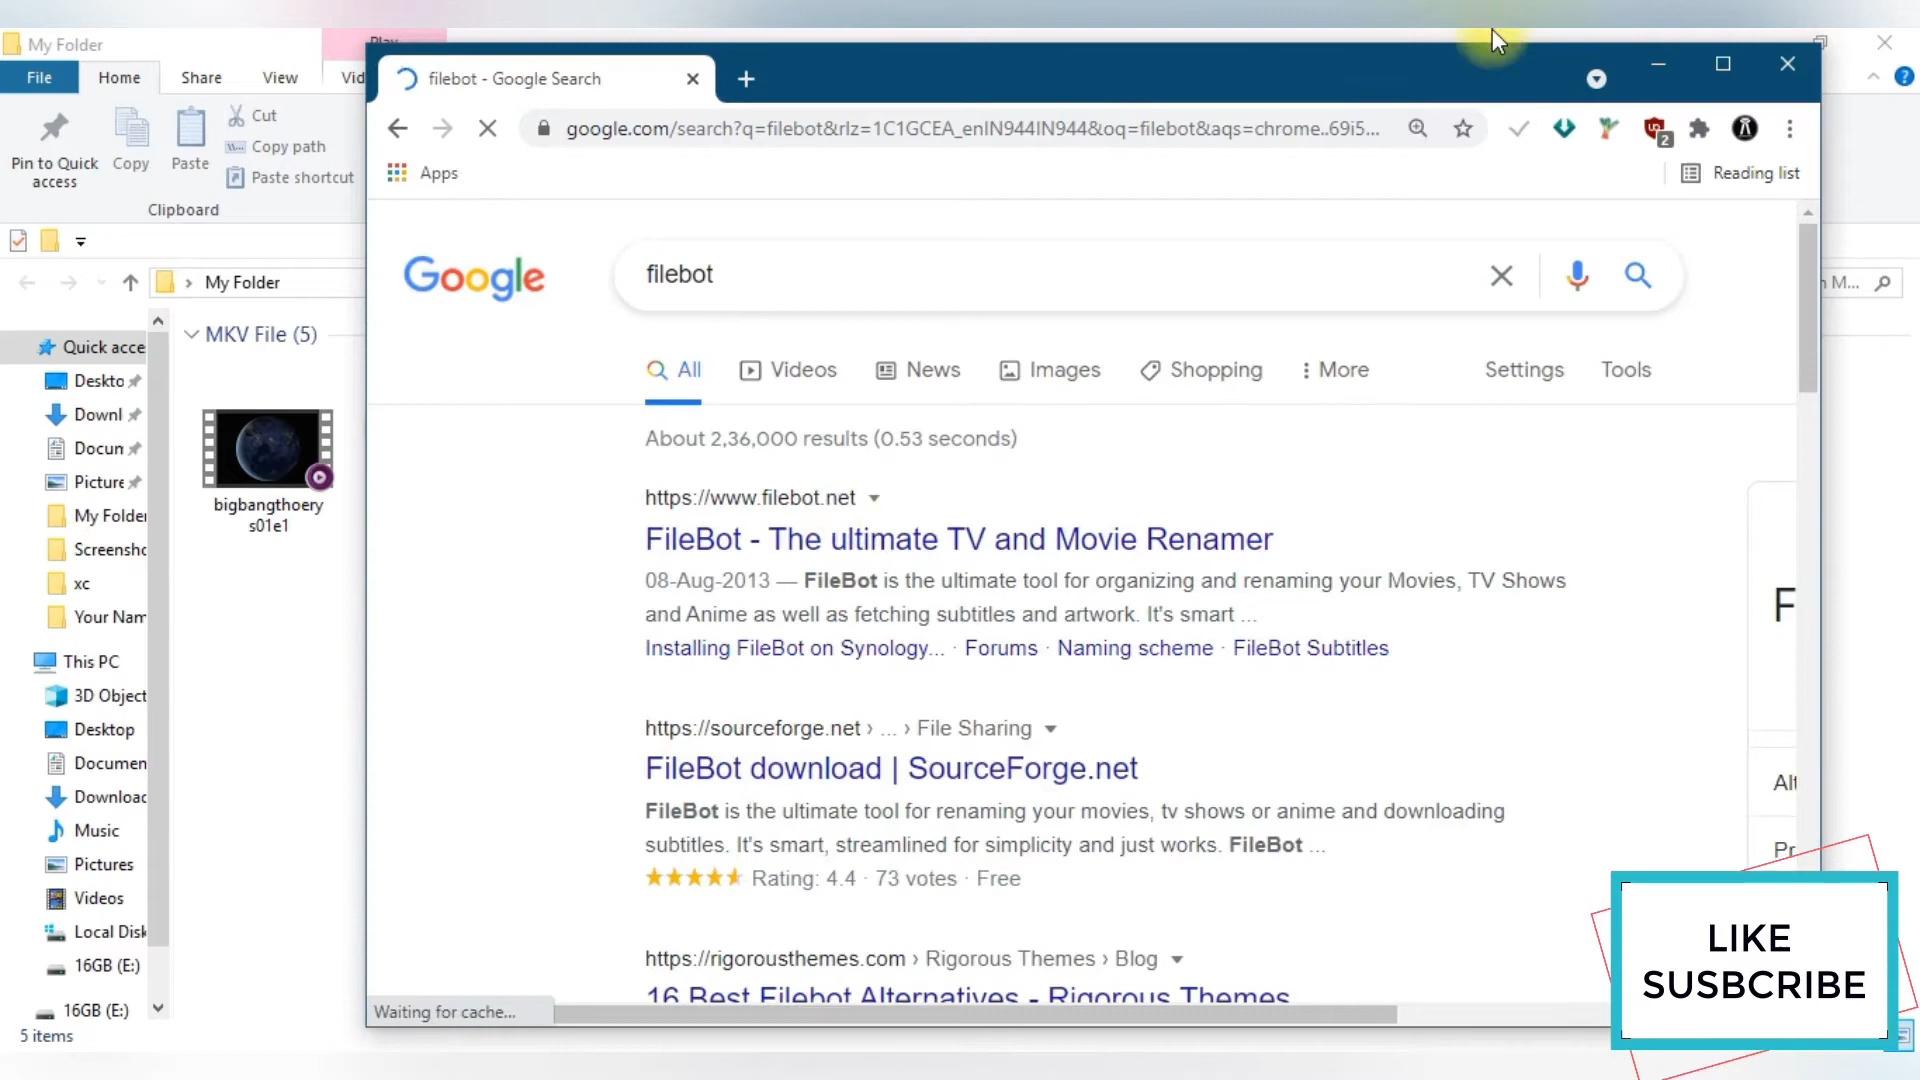 My Folder
Play
File
Home
Share
View
Vid
Pin to Quick
access
Copy
Paste
Cut
Copy path
Paste shortcut
Clipboard
My Folder
Quick acce
Deskto
Downl
Docum
Picture
My Folder
Screensho
xc
Your Nam
This PC
3D Object
Desktop
Documen
Download
Music
Pictures
Videos
Local Disk
16GB (E:)
16GB (E:)
5 items
MKV File (5)
bigbangthoery
s01e1
filebot - Google Search
google.com/search?q=filebot&rlz=1C1GCEA_enIN944IN944&oq=filebot&aqs=chrome..69i5...
2
Apps
Reading list
M...
Google
filebot
All
Videos
News
Images
Shopping
More
Settings
Tools
About 2,36,000 results (0.53 seconds)
https://www.filebot.net
FileBot - The ultimate TV and Movie Renamer
08-Aug-2013 — FileBot is the ultimate tool for organizing and renaming your Movies, TV Shows
and Anime as well as fetching subtitles and artwork. It's smart ...
Installing FileBot on Synology... · Forums · Naming scheme · FileBot Subtitles
https://sourceforge.net › ... › File Sharing
FileBot download | SourceForge.net
FileBot is the ultimate tool for renaming your movies, tv shows or anime and downloading
subtitles. It's smart, streamlined for simplicity and just works. FileBot ...
Rating: 4.4 · 73 votes · Free
https://rigorousthemes.com › Rigorous Themes › Blog
16 Best Filebot Alternatives - Rigorous Themes
F
Alt
Pr
Waiting for cache...
LIKE
SUSBCRIBE